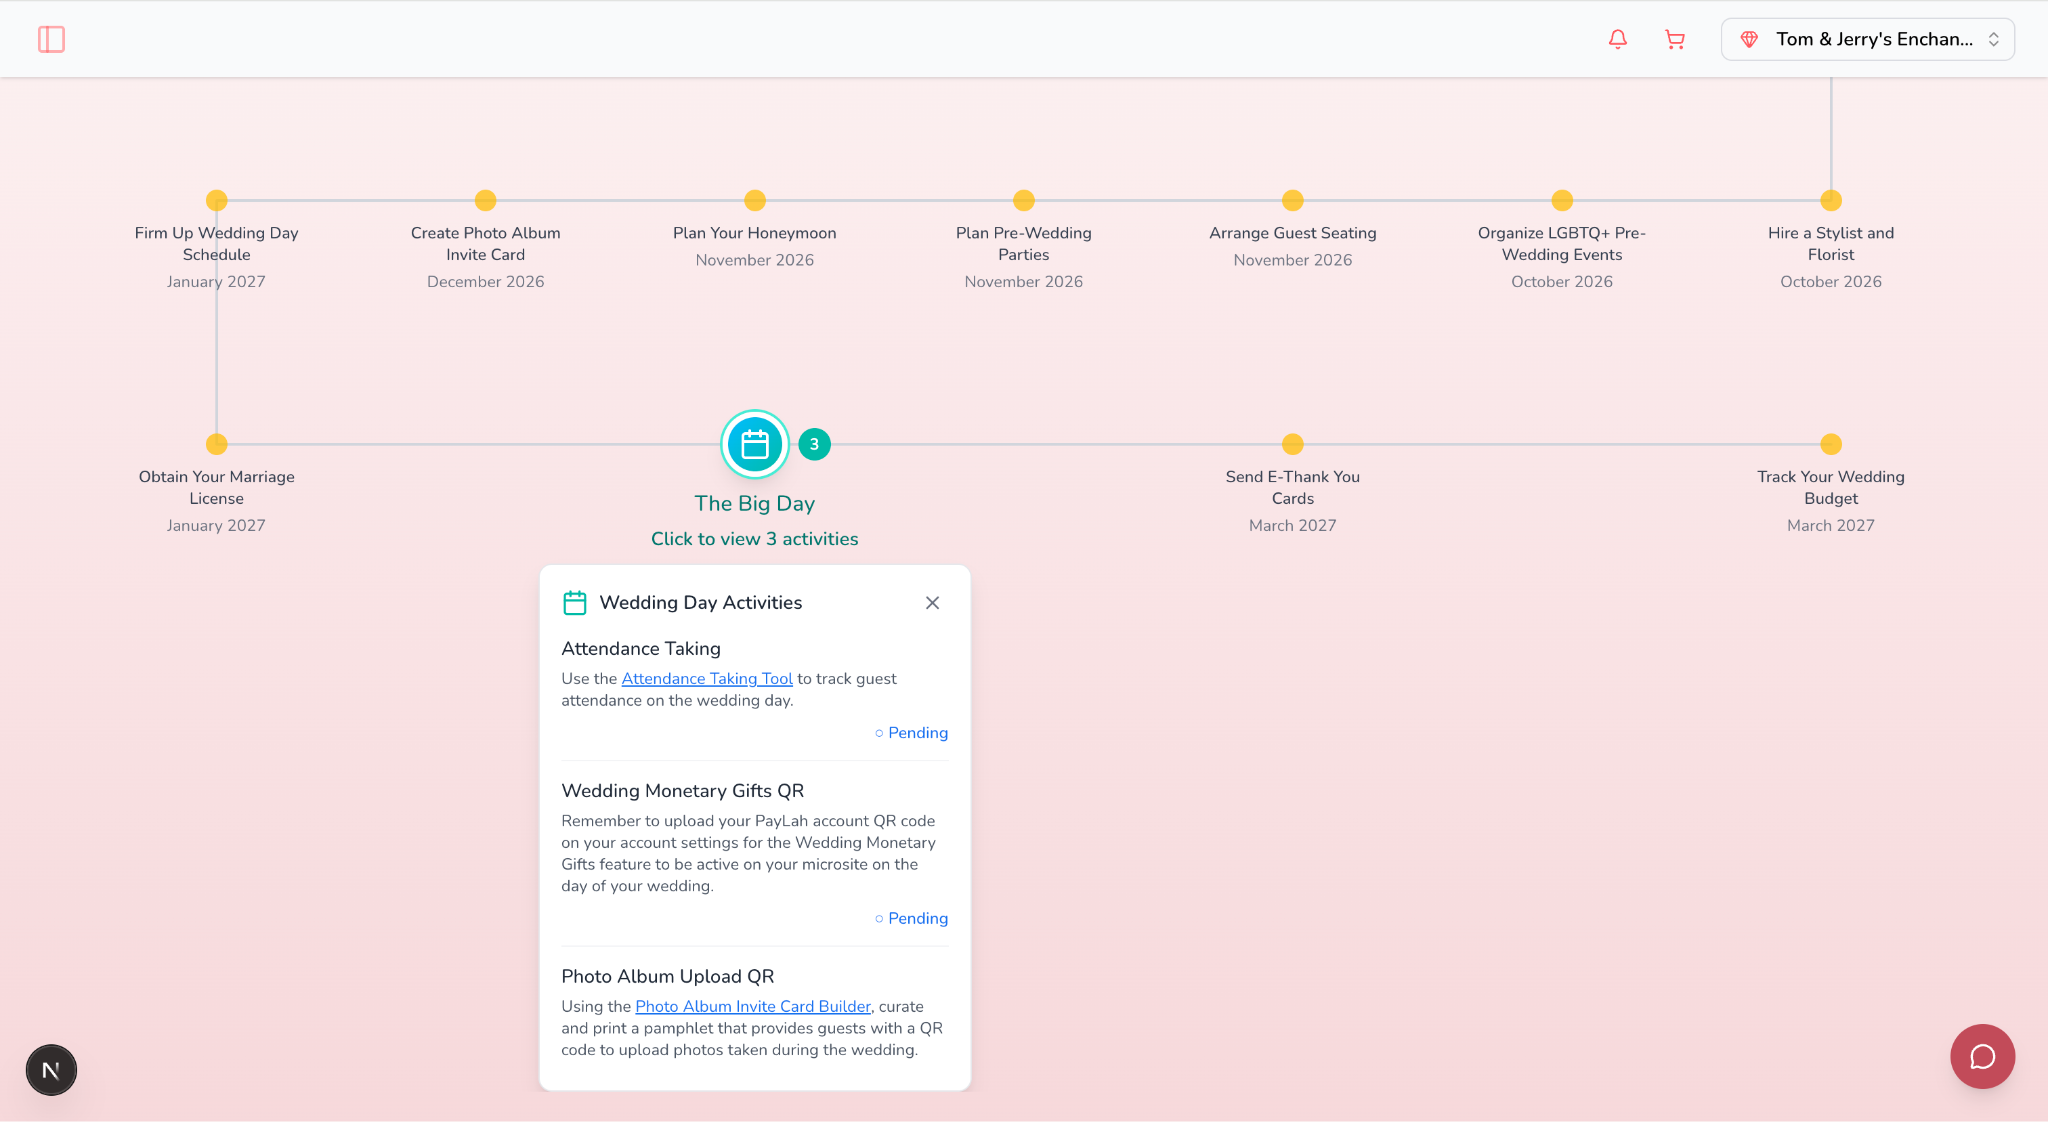 Tom & Jerry's Enchan...
Firm Up Wedding Day
Schedule
January 2027
Create Photo Album
Invite Card
December 2026
Plan Your Honeymoon
November 2026
Plan Pre-Wedding
Parties
November 2026
Arrange Guest Seating
November 2026
Organize LGBTQ+ Pre-
Wedding Events
October 2026
Hire a Stylist and
Florist
October 2026
Obtain Your Marriage
License
January 2027
3
The Big Day
Click to view 3 activities
Send E-Thank You
Cards
March 2027
Track Your Wedding
Budget
March 2027
Wedding Day Activities
Attendance Taking
Use the Attendance Taking Tool to track guest
attendance on the wedding day.
○ Pending
Wedding Monetary Gifts QR
Remember to upload your PayLah account QR code
on your account settings for the Wedding Monetary
Gifts feature to be active on your microsite on the
day of your wedding.
○ Pending
Photo Album Upload QR
Using the Photo Album Invite Card Builder, curate
and print a pamphlet that provides guests with a QR
code to upload photos taken during the wedding.
N